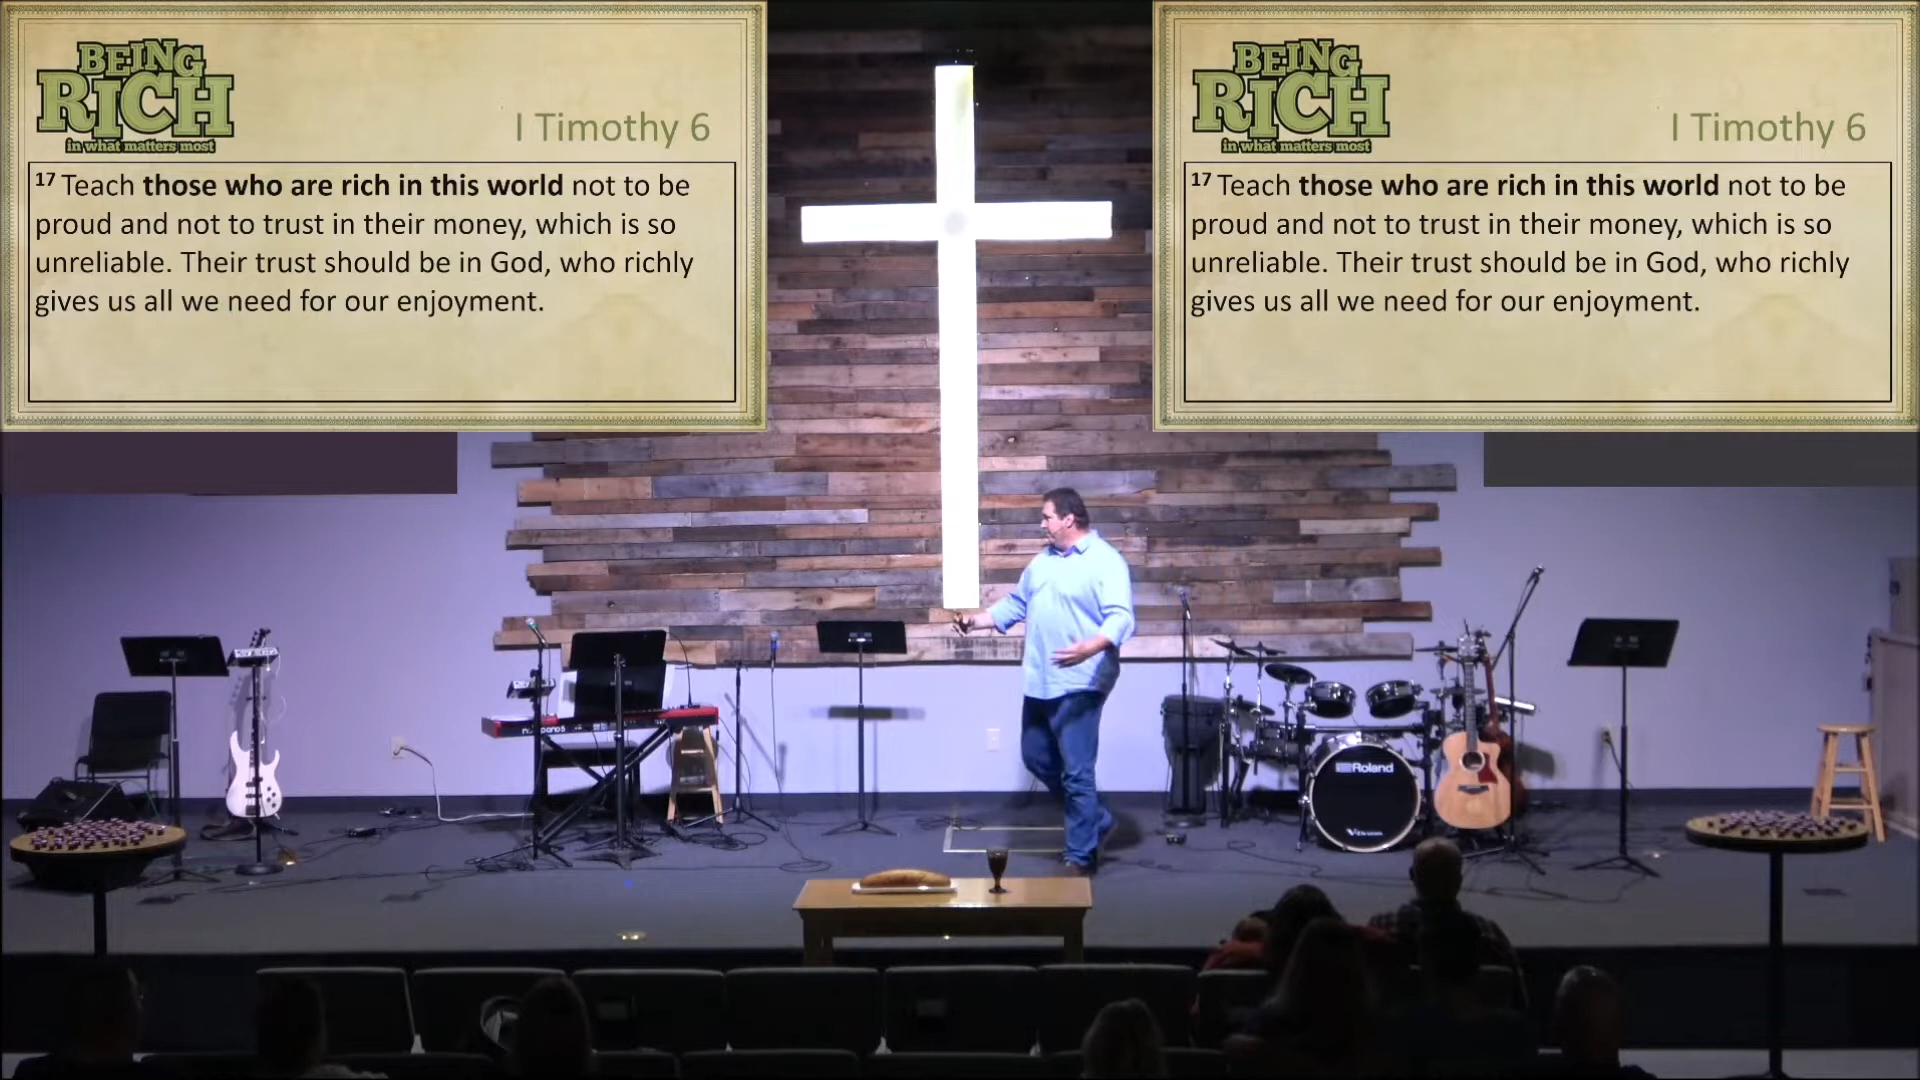 BEING
RICH
in what matters most
I Timothy 6
17 Teach those who are rich in this world not to be
proud and not to trust in their money, which is so
unreliable. Their trust should be in God, who richly
gives us all we need for our enjoyment.
BEING
RICH
in what matters most
I Timothy 6
17 Teach those who are rich in this world not to be
proud and not to trust in their money, which is so
unreliable. Their trust should be in God, who richly
gives us all we need for our enjoyment.
Roland